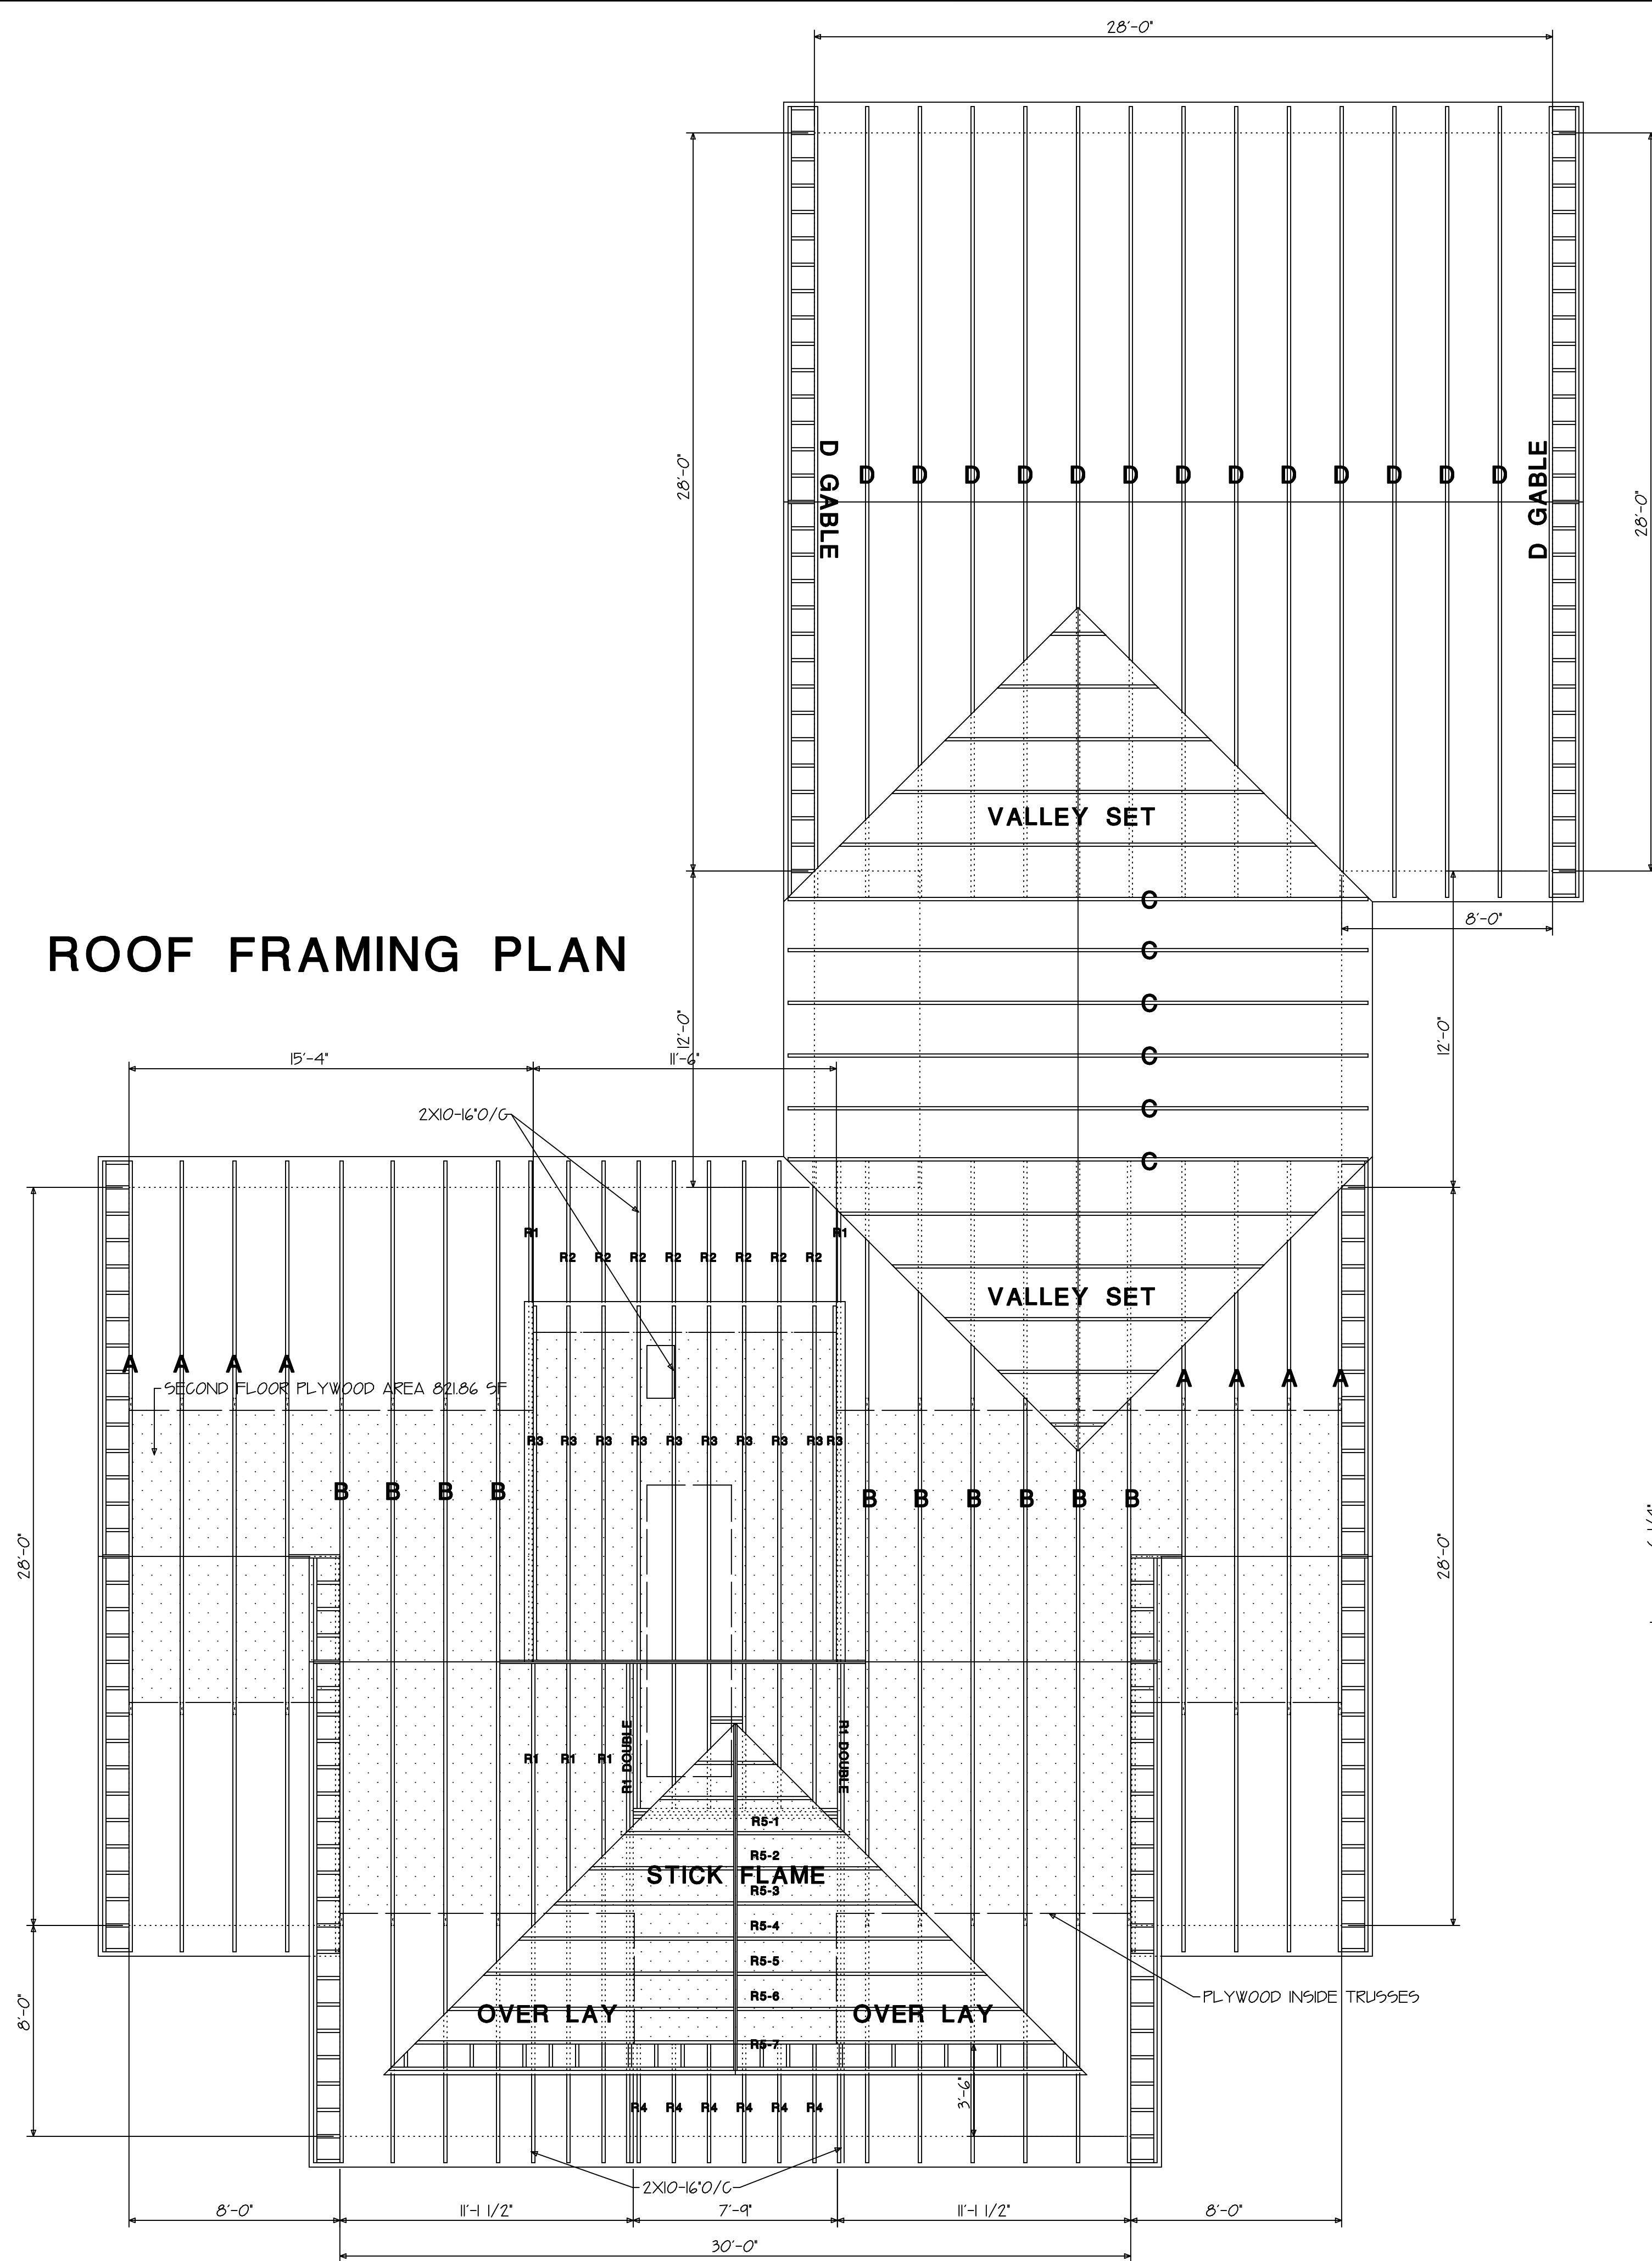 28'-0"
28'-0"
28'-0"
D GABLE
D D D D D D D D D D D D D
D GABLE
VALLEY SET
C
8'-0"
ROOF FRAMING PLAN
C
C
12'-0"
12'-0"
15'-4"
11'-6"
C
2X10-16"O/C
C
C
R1
R1
R2 R2 R2 R2 R2 R2 R2 R2
VALLEY SET
A A A A
A A A A
SECOND FLOOR PLYWOOD AREA 821.86 SF
R3 R3 R3 R3 R3 R3 R3 R3 R3 R3
B B B B
B B B B B B
28'-0"
28'-0"
R1 R1 R1
R1 DOUBLE
R1 DOUBLE
R5-1
R5-2
STICK FLAME
R5-3
R5-4
R5-5
R5-6
PLYWOOD INSIDE TRUSSES
OVER LAY
OVER LAY
8'-0"
R5-7
3'-6"
R4 R4 R4 R4 R4 R4
2X10-16"O/C
8'-0"
11'-1 1/2"
7'-9"
11'-1 1/2"
8'-0"
30'-0"